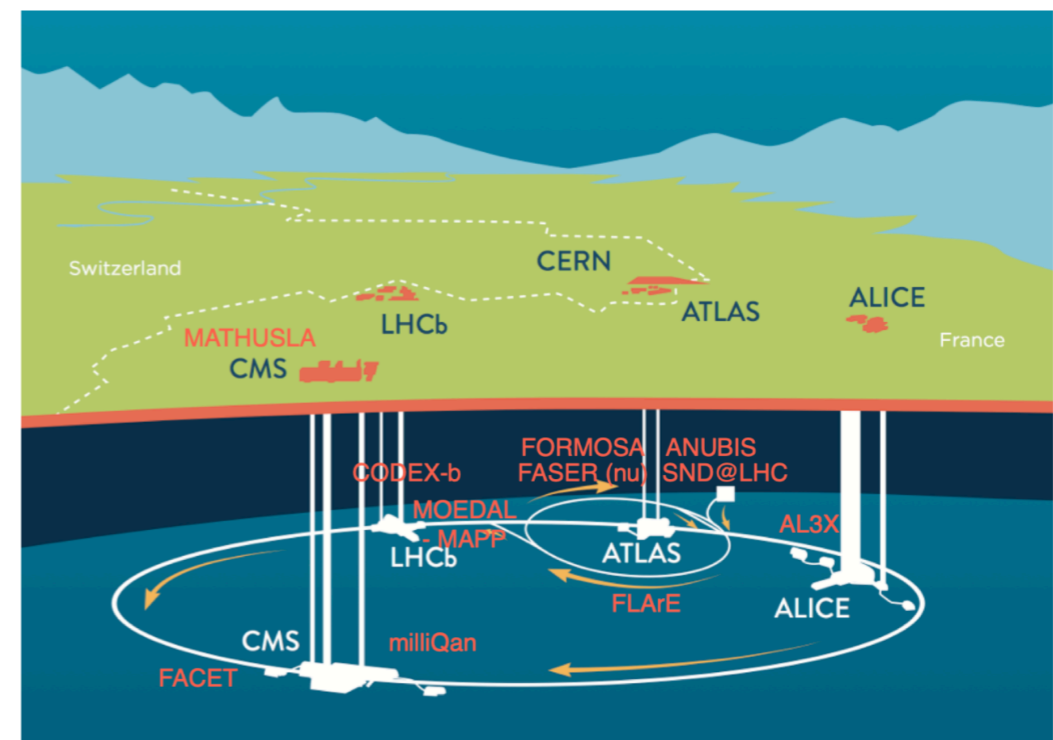 CERN
Switzerland
ALICE
ATLAS
LHCb
MATHUSLA
France
CMS
FORMOSA
ANUBIS
CODEX-b
FASER (nu)
SND@LHC
MOEDAL
- MAPP
AL3X
LHCb
ATLAS
FLArE
ALICE
CMS
milliQan
FACET